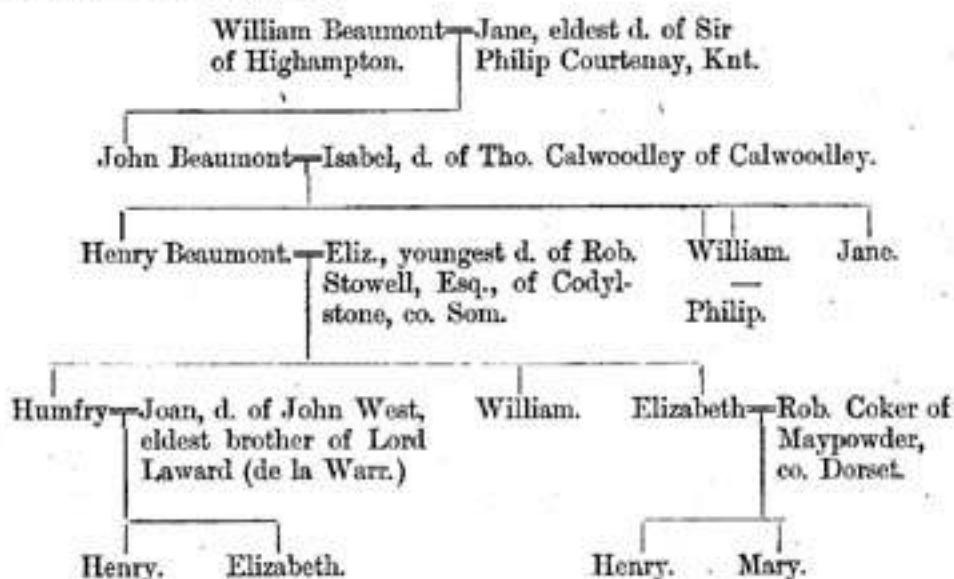 William Beaumont Jane, eldest d. of Sir
of Highampton. Philip Courtenay, Knt.
John Beaumont Isabel, d. of Tho. Calwoodley of Calwoodley.
Henry Beaumont. Eliz., youngest d. of Rob. William. Jane.
Stowell, Esq., of Codyl-
stone, co. Som. Philip.
Humfry Joan, d. of John West, William. Elizabeth Rob. Coker of
eldest brother of Lord Maypowder,
Laward (de la Warr.) co. Dorset.
Henry. Elizabeth. Henry. Mary.